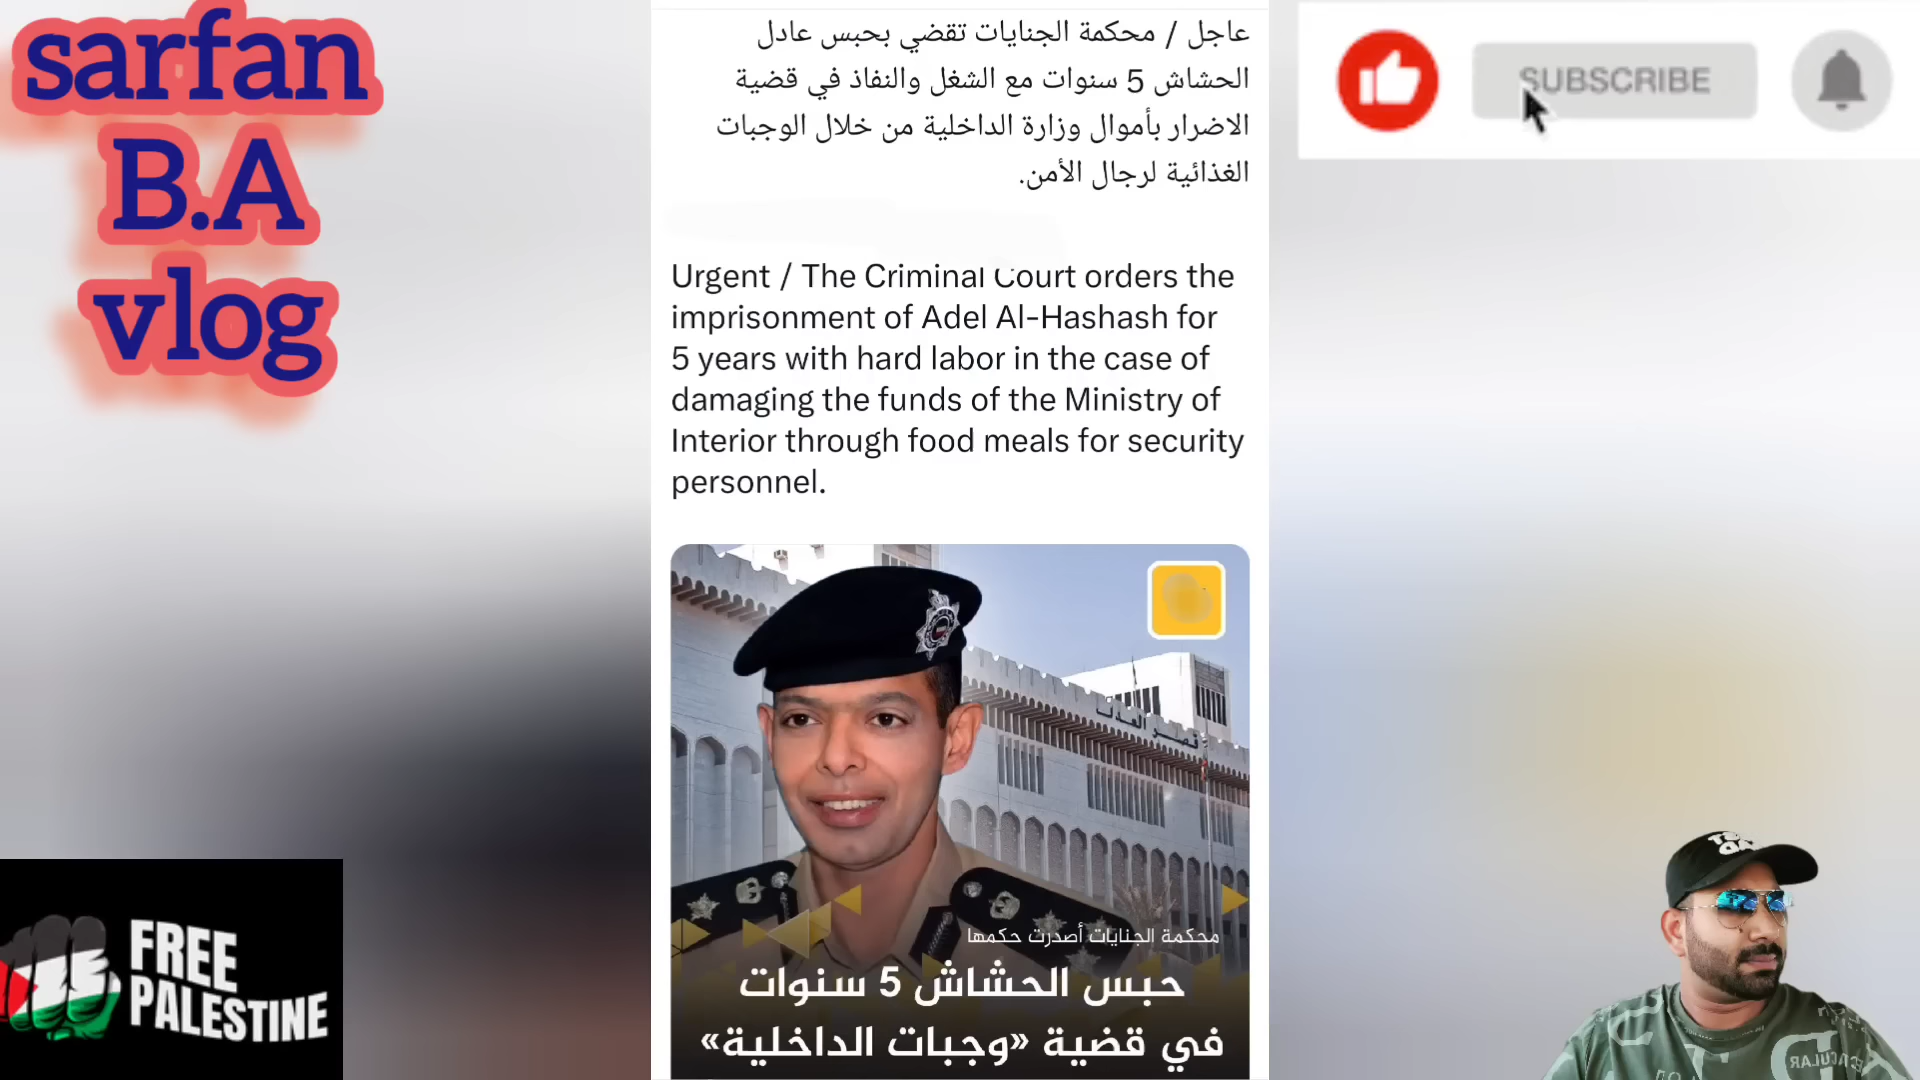 sarfan
B.A
vlog
عاجل / محكمة الجنايات تقضي بحبس عادل
الحشاش 5 سنوات مع الشغل والنفاذ في قضية
الاضرار بأموال وزارة الداخلية من خلال الوجبات
الغذائية لرجال الأمن.
Urgent / The Criminal Court orders the
imprisonment of Adel Al-Hashash for
5 years with hard labor in the case of
damaging the funds of the Ministry of
Interior through food meals for security
personnel.
قصر العدل
محكمة الجنايات أصدرت حكمها
حبس الحشاش 5 سنوات
في قضية «وجبات الداخلية»
SUBSCRIBE
FREE
PALESTINE